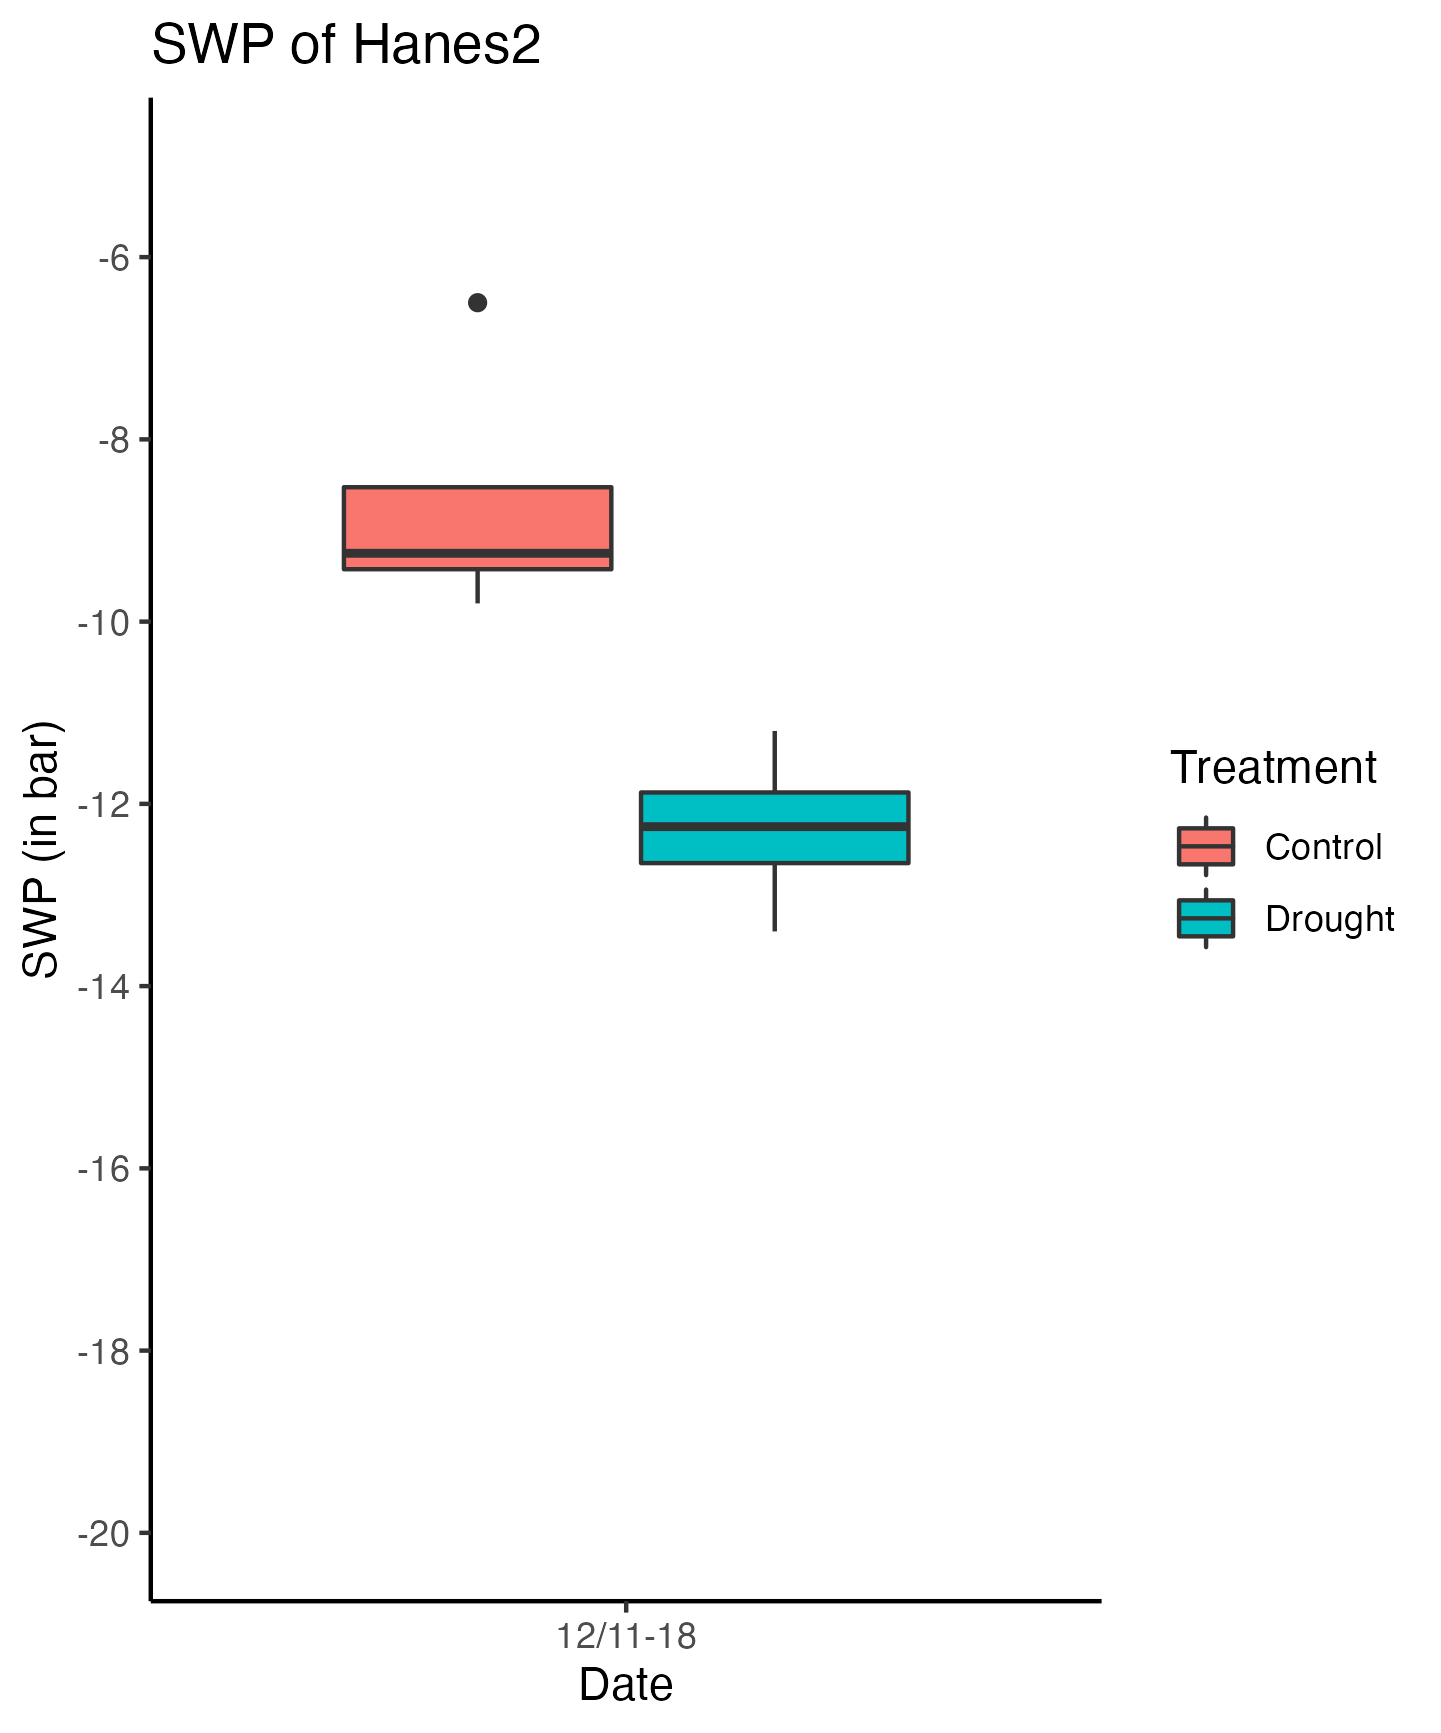 SWP of Hanes2
SWP (in bar)
-6
-8
-10
-12
-14
-16
-18
-20
12/11-18
Date
Treatment
Control
Drought